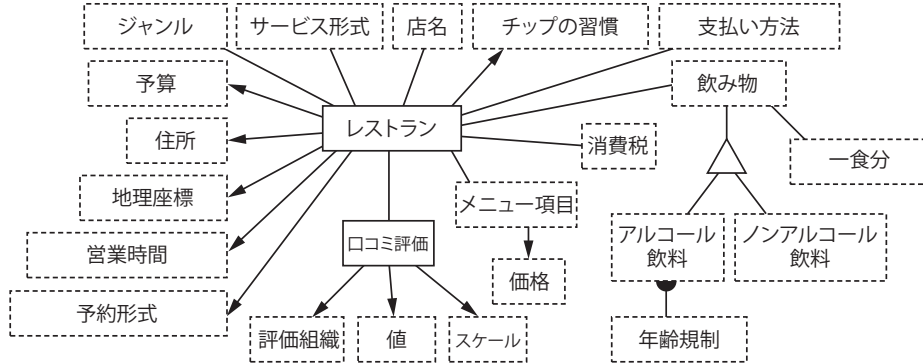 ジャンル
サービス形式
店名
チップの習慣
支払い方法
予算
飲み物
レストラン
住所
消費税
一食分
地理座標
メニュー項目
アルコール
飲料
ノンアルコール
飲料
営業時間
口コミ評価
価格
予約形式
評価組織
値
スケール
年齢規制